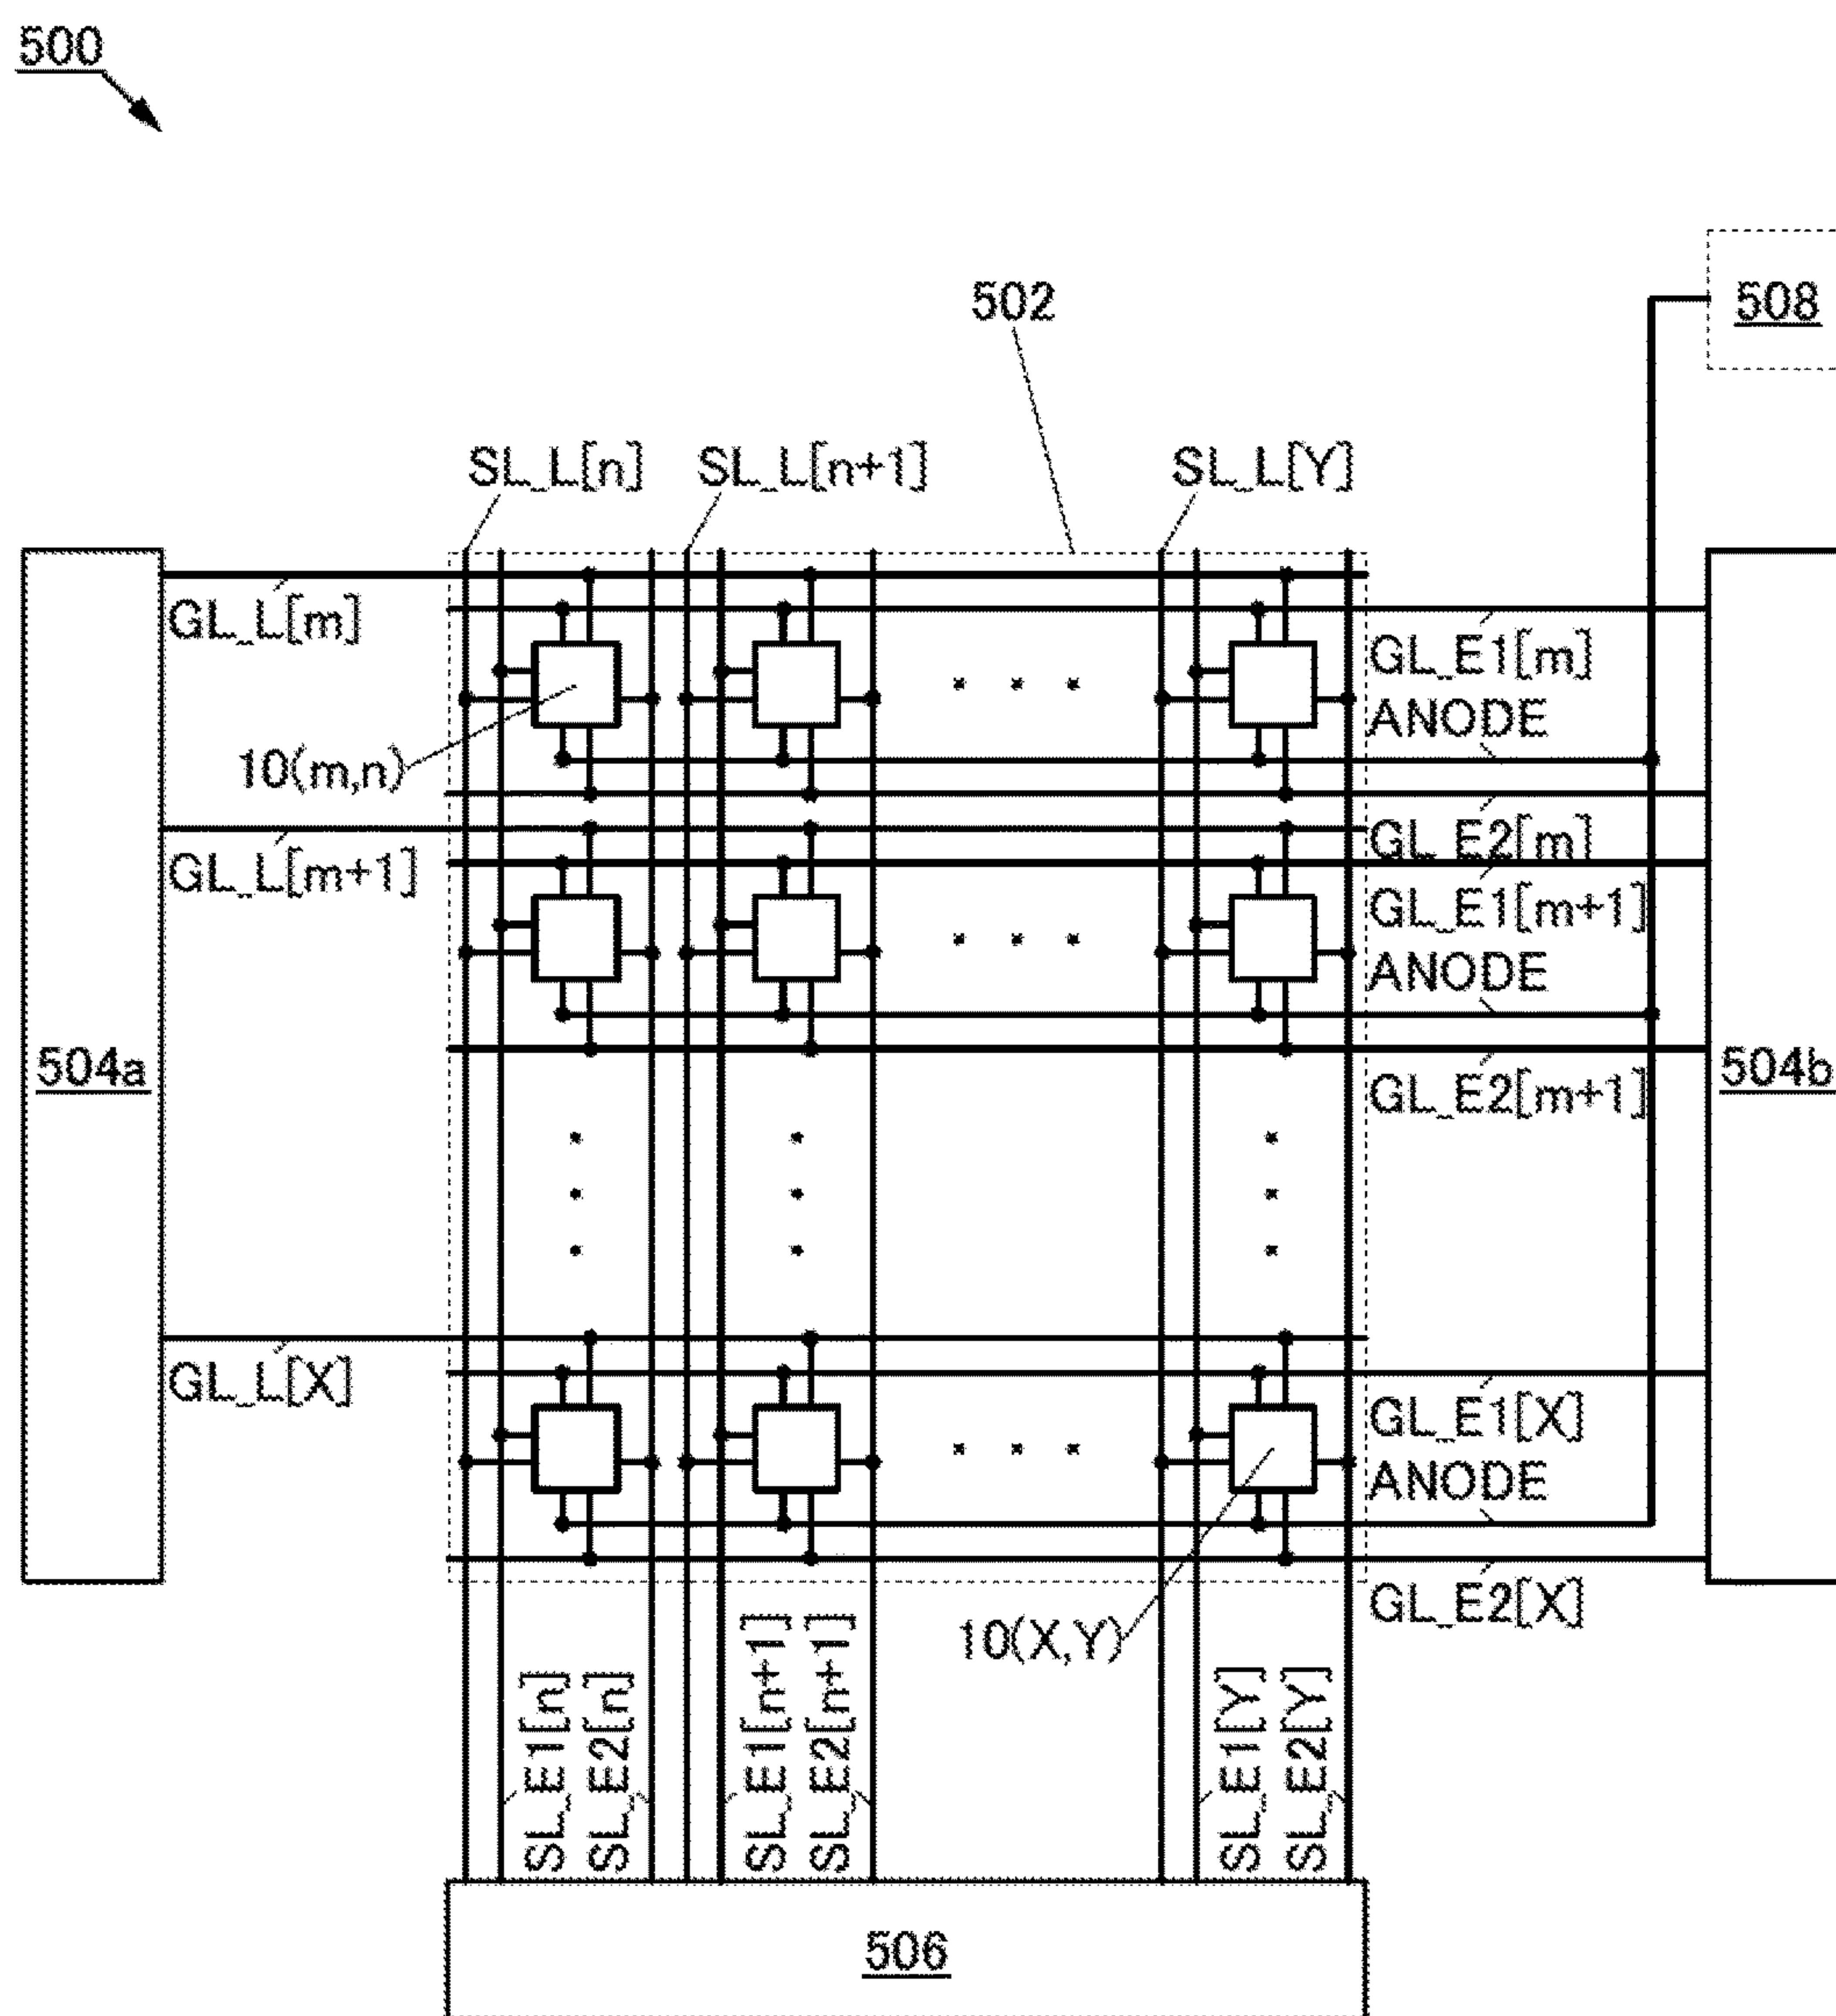 500
508
502
SL_L[n]
SL_L[n+1]
SL_L[Y]
GL_L[m]
GL_E1[m]
ANODE
10(m,n)
GL_E2[m]
GL_L[m+1]
GL_E1[m+1]
ANODE
504a
504b
GL_E2[m+1]
GL_L[X]
GL_E1[X]
ANODE
GL_E2[X]
10(X,Y)
SL_E1[n]
SL_E2[n]
SL_E1[n+1]
SL_E2[n+1]
SL_E1[Y]
SL_E2[Y]
506